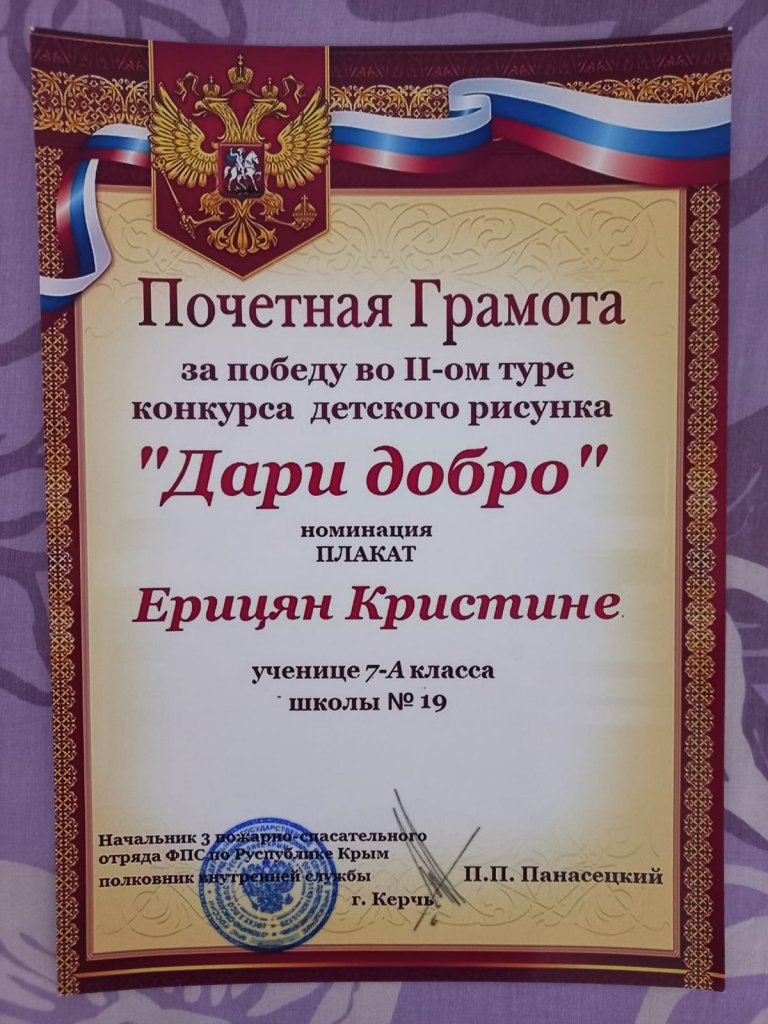 Почетная Грамота
за победу во II-ом туре
конкурса детского рисунка
"Дари добро"
номинация
ПЛАКАТ
Ерицян Кристине
ученице 7-А класса
школы № 19
Начальник 3 пожарно-спасательного
отряда ФПС по Руспублике Крым
полковник внутренней службы
П.П. Панасецкий
г. Керчь